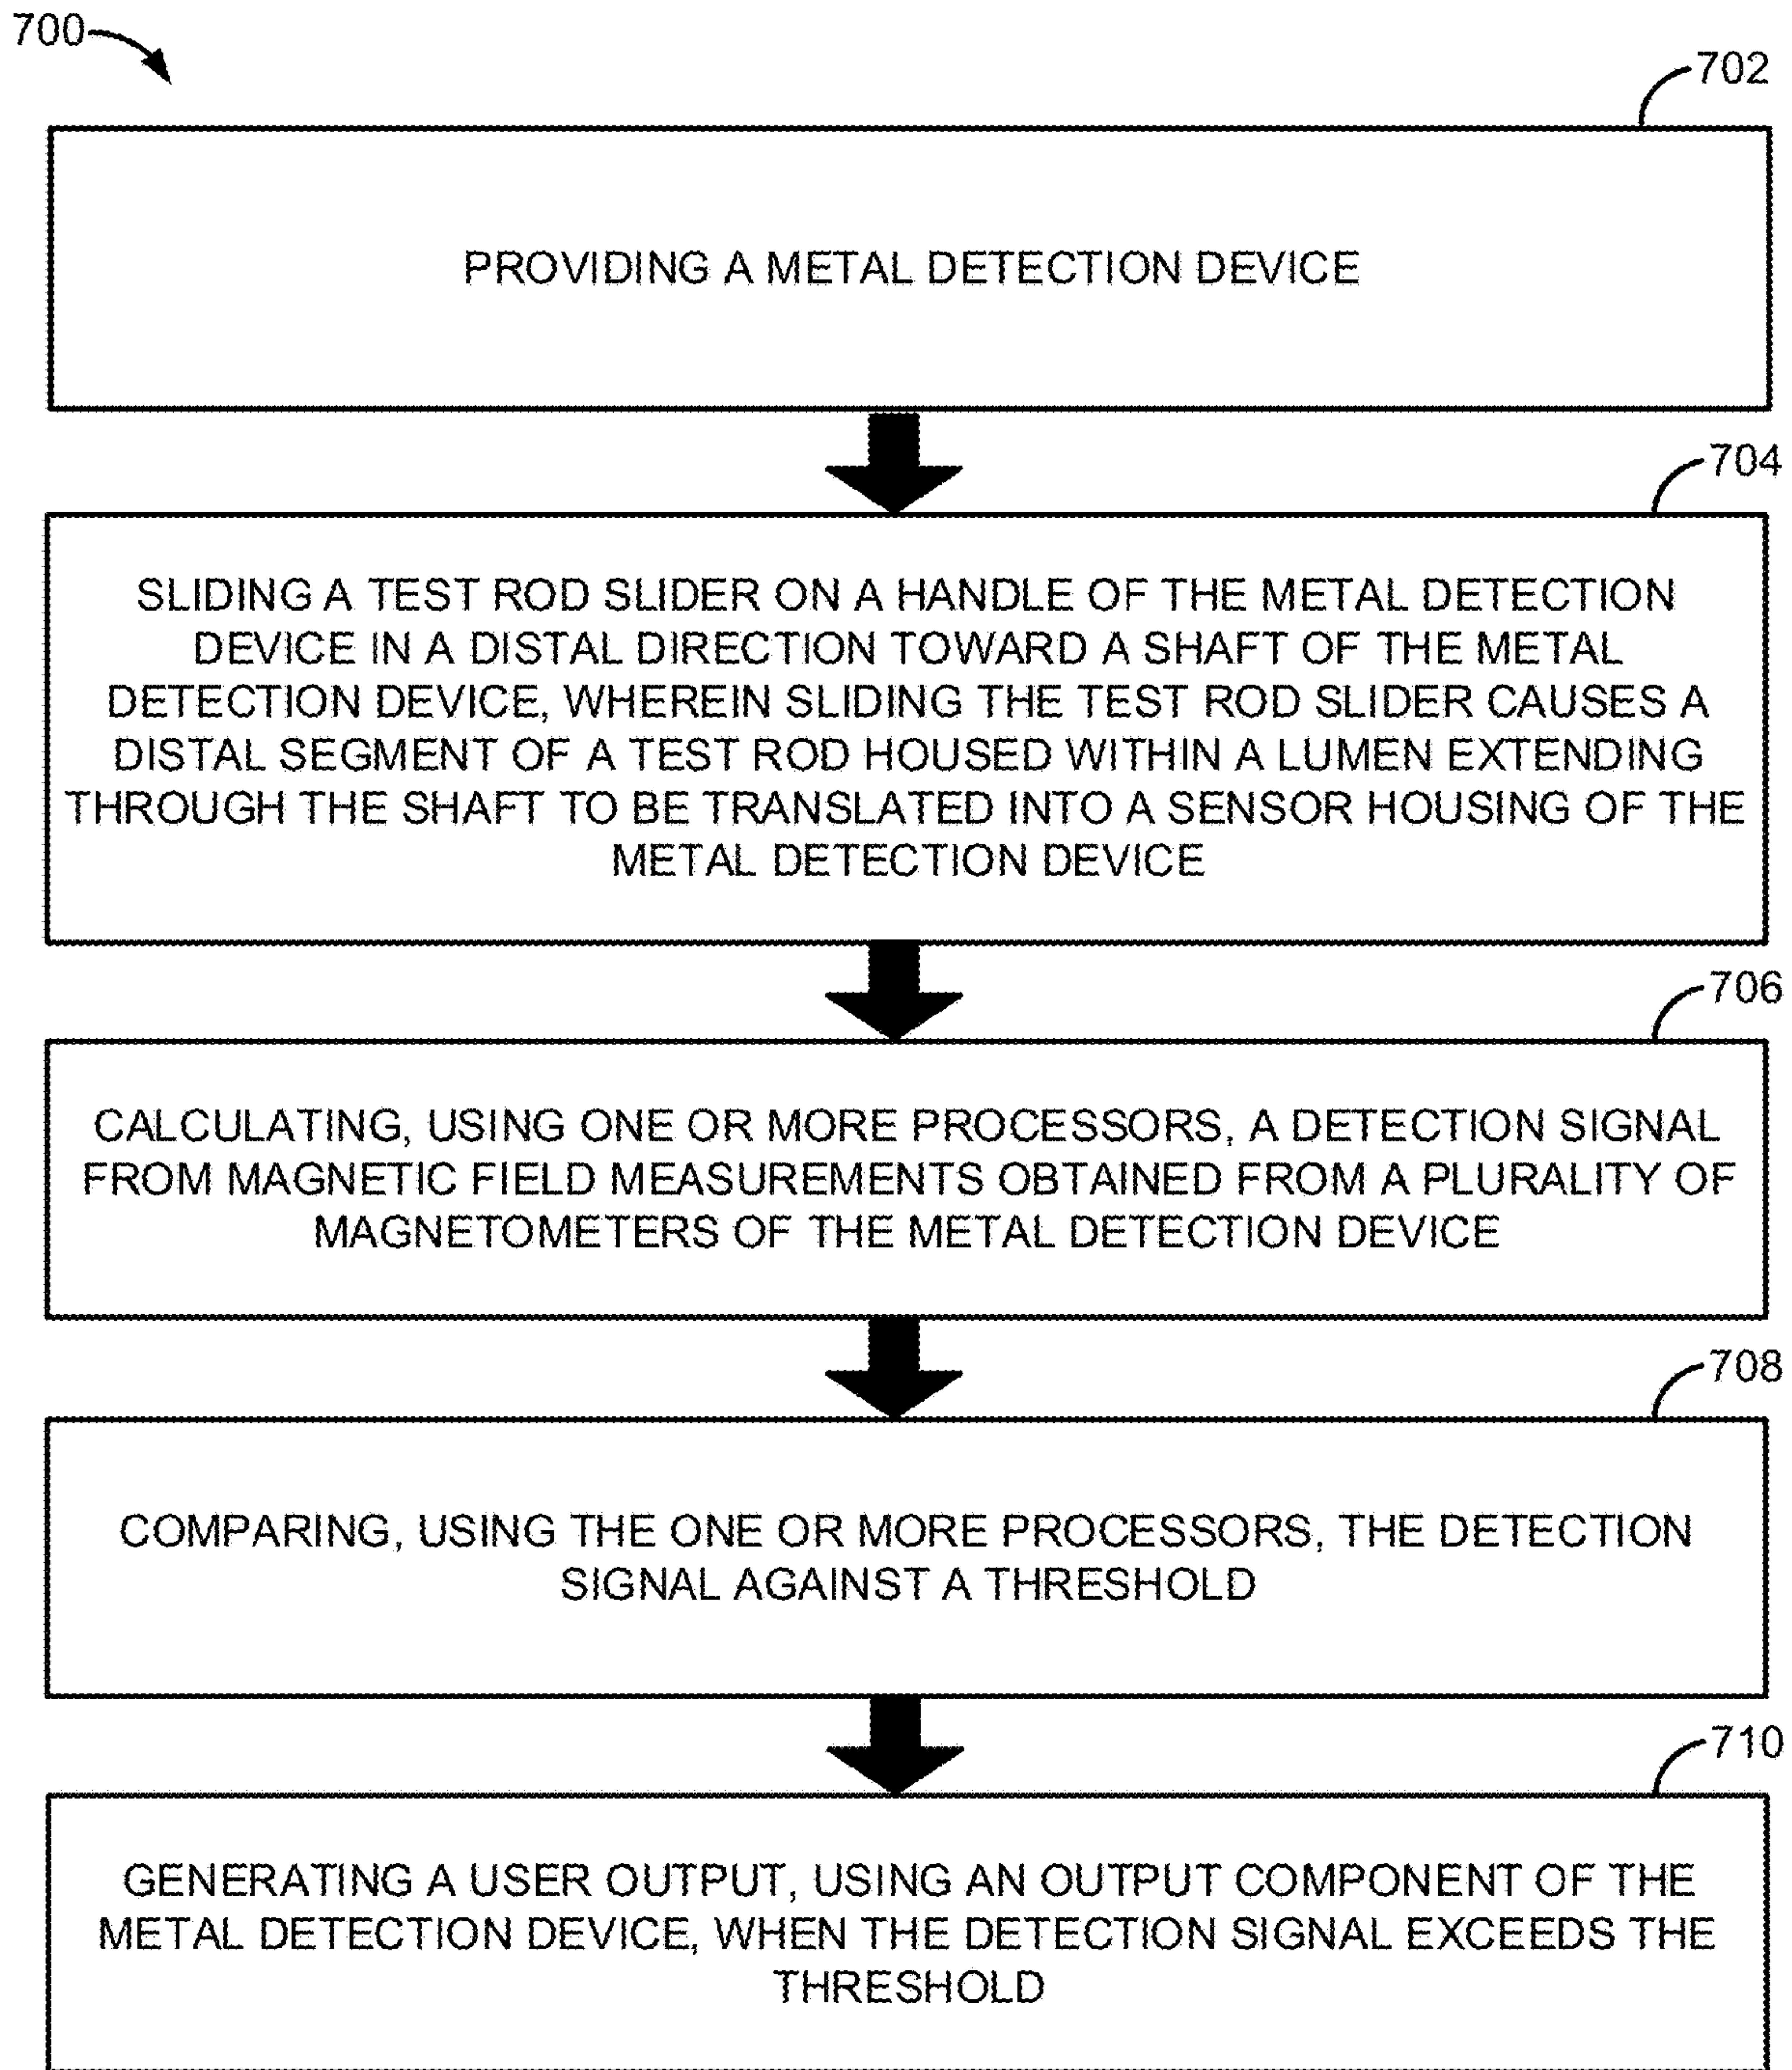 700
702
PROVIDING A METAL DETECTION DEVICE
704
SLIDING A TEST ROD SLIDER ON A HANDLE OF THE METAL DETECTION
DEVICE IN A DISTAL DIRECTION TOWARD A SHAFT OF THE METAL
DETECTION DEVICE, WHEREIN SLIDING THE TEST ROD SLIDER CAUSES A
DISTAL SEGMENT OF A TEST ROD HOUSED WITHIN A LUMEN EXTENDING
THROUGH THE SHAFT TO BE TRANSLATED INTO A SENSOR HOUSING OF THE
METAL DETECTION DEVICE
706
CALCULATING, USING ONE OR MORE PROCESSORS, A DETECTION SIGNAL
FROM MAGNETIC FIELD MEASUREMENTS OBTAINED FROM A PLURALITY OF
MAGNETOMETERS OF THE METAL DETECTION DEVICE
708
COMPARING, USING THE ONE OR MORE PROCESSORS, THE DETECTION
SIGNAL AGAINST A THRESHOLD
710
GENERATING A USER OUTPUT, USING AN OUTPUT COMPONENT OF THE
METAL DETECTION DEVICE, WHEN THE DETECTION SIGNAL EXCEEDS THE
THRESHOLD